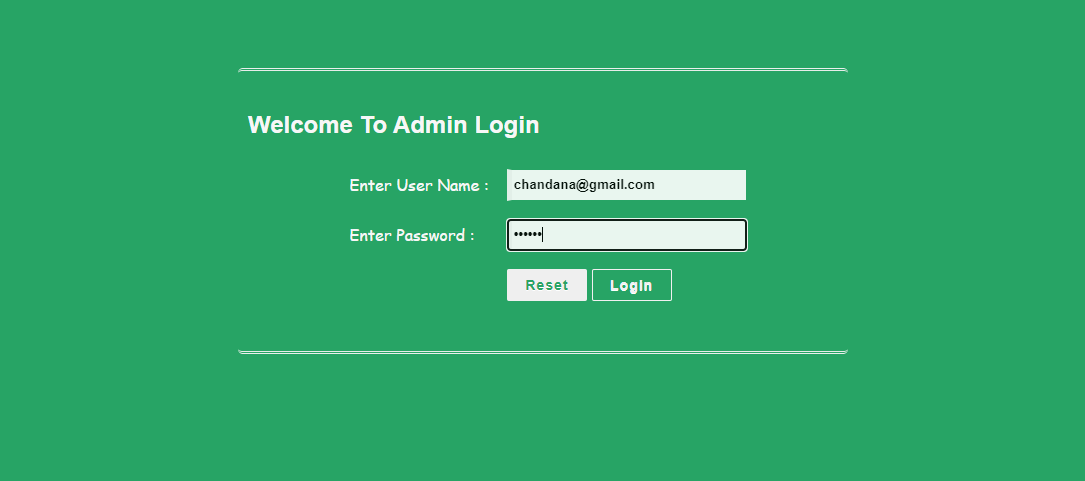 Welcome To Admin Login
Enter User Name : chandana@gmail.com
Enter Password : ••••••
Reset Login